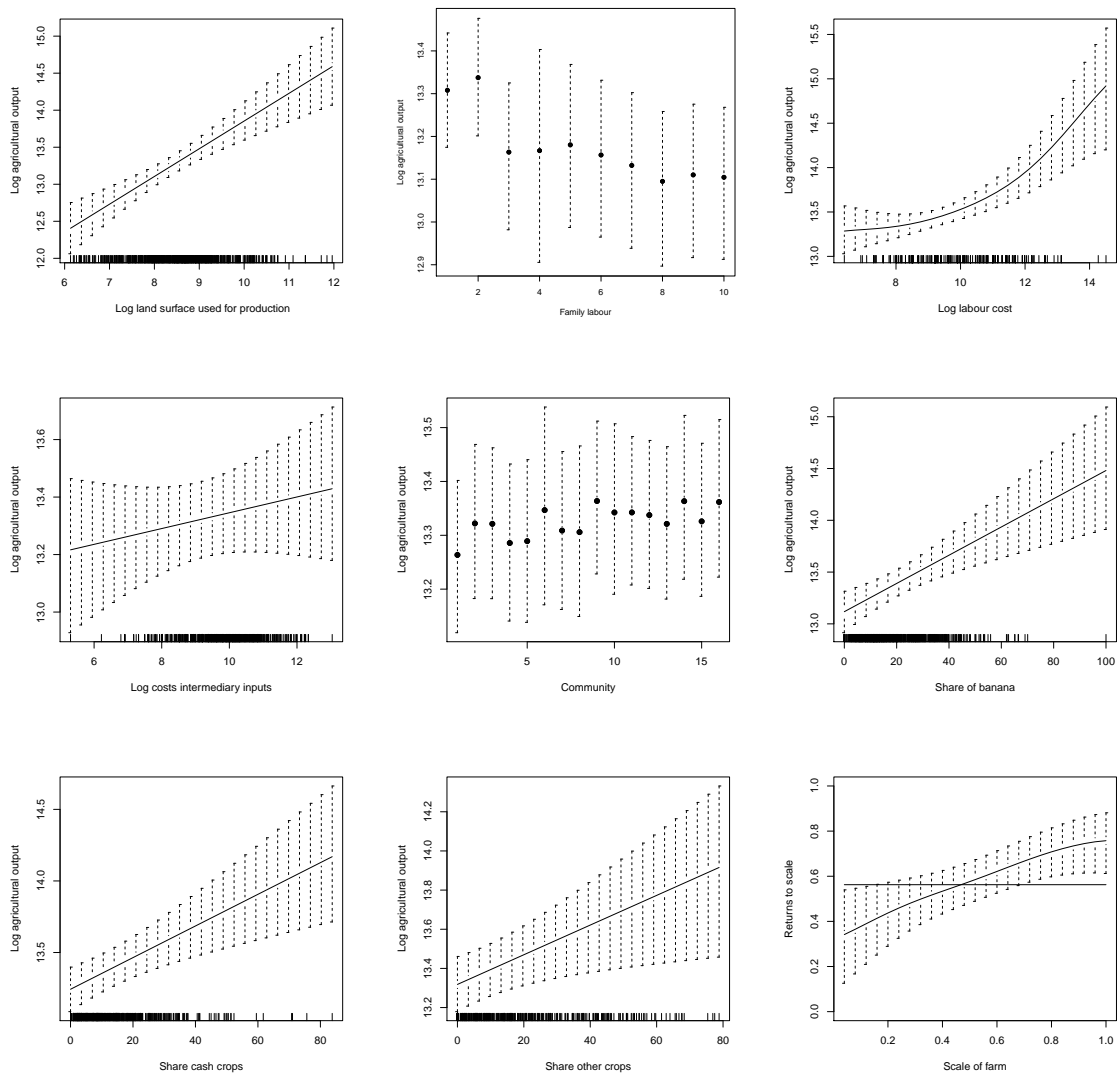 Log agricultural output
12.0 12.5 13.0 13.5 14.0 14.5 15.0
6 7 8 9 10 11 12
Log land surface used for production
Log agricultural output
12.9 13.0 13.1 13.2 13.3 13.4
2 4 6 8 10
Family labour
Log agricultural output
13.0 13.5 14.0 14.5 15.0 15.5
8 10 12 14
Log labour cost
Log agricultural output
13.0 13.2 13.4 13.6
6 8 10 12
Log costs intermediary inputs
Log agricultural output
13.2 13.3 13.4 13.5
5 10 15
Community
Log agricultural output
13.0 13.5 14.0 14.5 15.0
0 20 40 60 80 100
Share of banana
Log agricultural output
13.5 14.0 14.5
0 20 40 60 80
Share cash crops
Log agricultural output
13.2 13.4 13.6 13.8 14.0 14.2
0 20 40 60 80
Share other crops
Returns to scale
0.0 0.2 0.4 0.6 0.8 1.0
0.2 0.4 0.6 0.8 1.0
Scale of farm